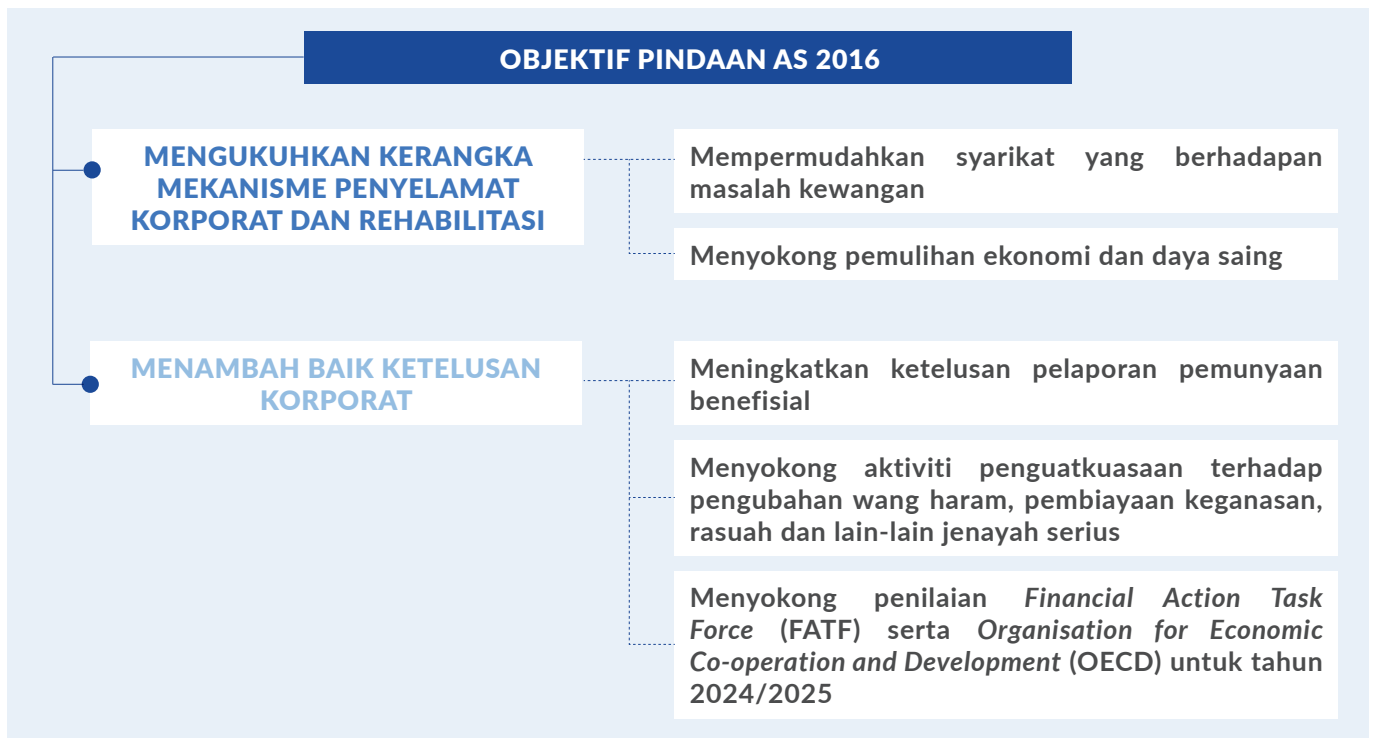 OBJEKTIF PINDAAN AS 2016
MENGUKUHKAN KERANGKA
MEKANISME PENYELAMAT
KORPORAT DAN REHABILITASI
Mempermudahkan syarikat yang berhadapan
masalah kewangan
Menyokong pemulihan ekonomi dan daya saing
MENAMBAH BAIK KETELUSAN
KORPORAT
Meningkatkan ketelusan pelaporan pemunyaan
benefisial
Menyokong aktiviti penguatkuasaan terhadap
pengubahan wang haram, pembiayaan keganasan,
rasuah dan lain-lain jenayah serius
Menyokong penilaian Financial Action Task
Force (FATF) serta Organisation for Economic
Co-operation and Development (OECD) untuk tahun
2024/2025